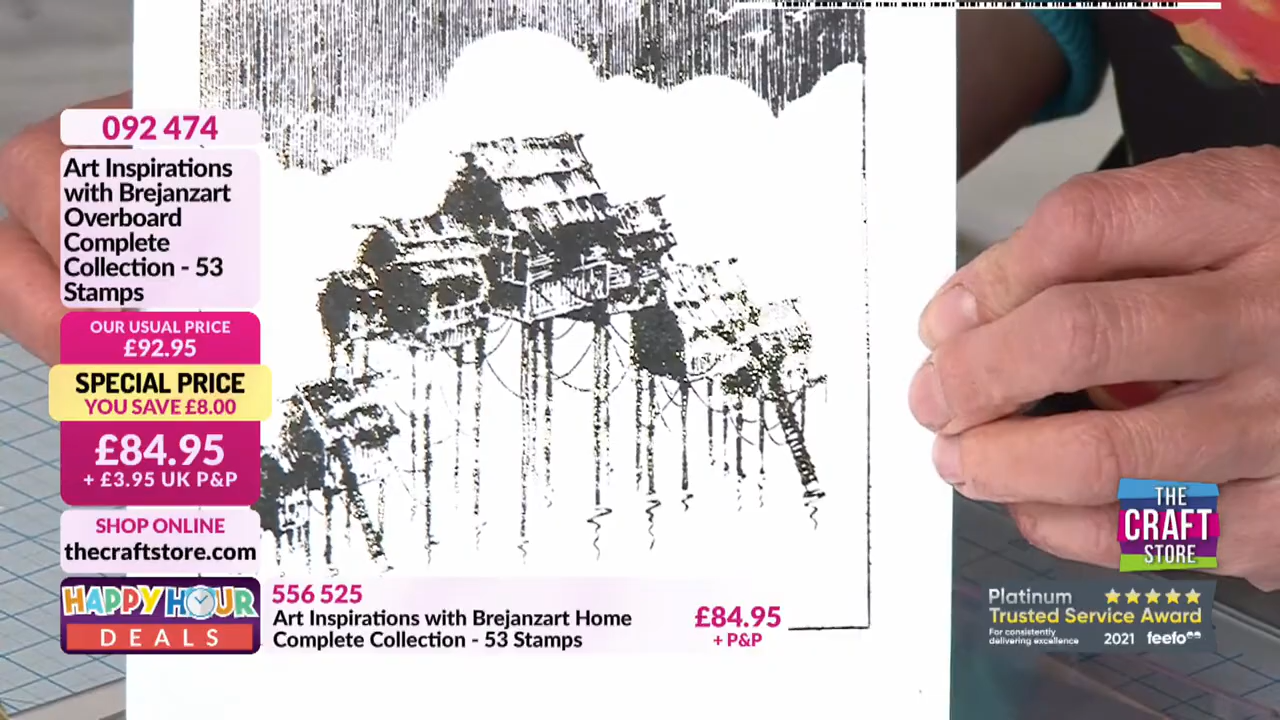 092 474
Art Inspirations
with Brejanzart
Overboard
Complete
Collection - 53
Stamps
OUR USUAL PRICE
£92.95
SPECIAL PRICE
YOU SAVE £8.00
£84.95
+ £3.95 UK P&P
SHOP ONLINE
thecraftstore.com
HAPPY HOUR
DEALS
556 525
Art Inspirations with Brejanzart Home
Complete Collection - 53 Stamps
£84.95
+ P&P
THE
CRAFT
STORE
Platinum
Trusted Service Award
For consistently
delivering excellence
2021 feefo